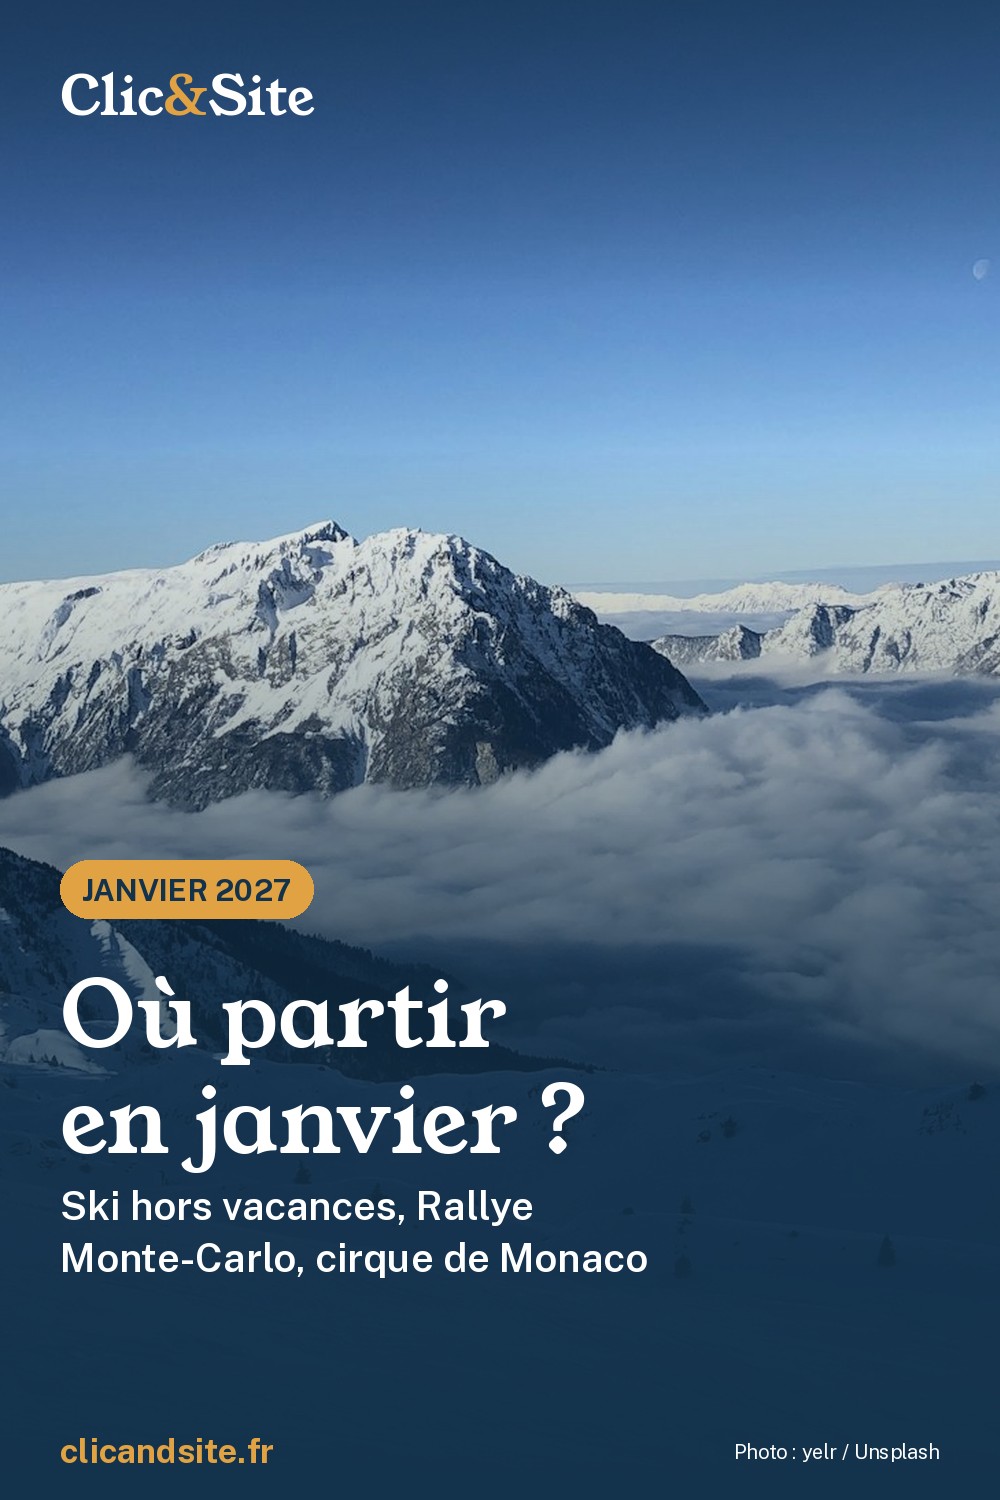 Clic&Site
JANVIER 2027
Où partir
en janvier ?
Ski hors vacances, Rallye
Monte-Carlo, cirque de Monaco
clicandsite.fr
Photo : yelr / Unsplash